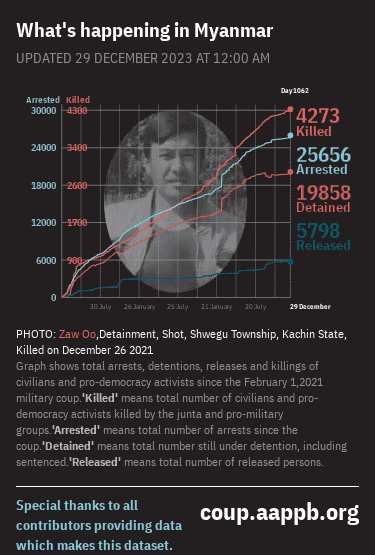 What's happening in Myanmar
UPDATED 29 DECEMBER 2023 AT 12:00 AM
Day1062
Arrested Killed
30000 4300
4273
Killed
24000 3400
25656
Arrested
18000 2600
19858
Detained
12000 1700
5798
Released
6000 900
0
30 July 26 January 25 July 21 January 20 July 29 December
PHOTO: Zaw Oo,Detainment, Shot, Shwegu Township, Kachin State,
Killed on December 26 2021
Graph shows total arrests, detentions, releases and killings of
civilians and pro-democracy activists since the February 1,2021
military coup.'Killed' means total number of civilians and pro-
democracy activists killed by the junta and pro-military
groups.'Arrested' means total number of arrests since the
coup.'Detained' means total number still under detention, including
sentenced.'Released' means total number of released persons.
Special thanks to all
contributors providing data
which makes this dataset.
coup.aappb.org